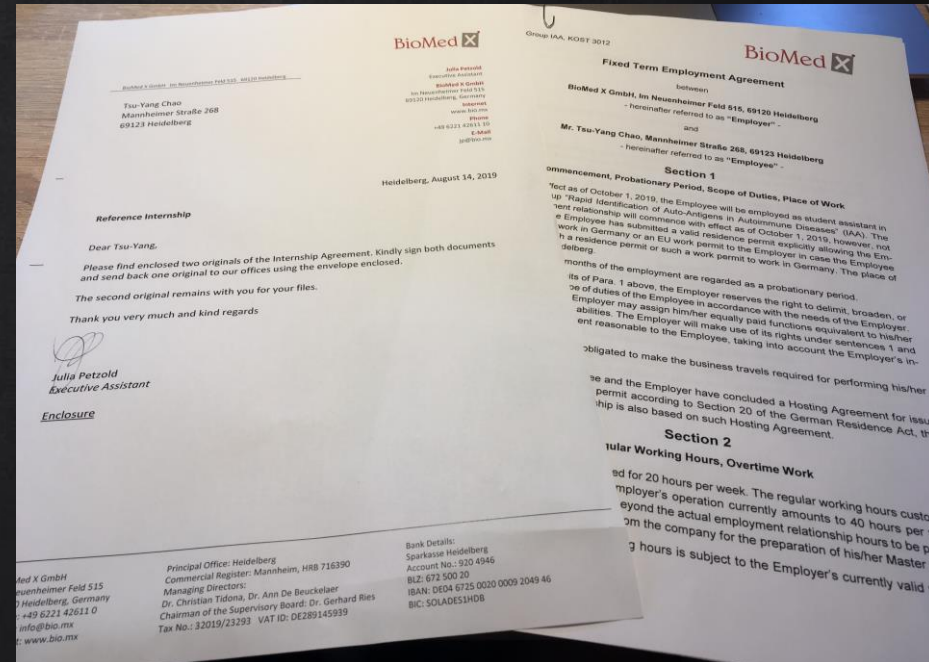 BioMed X
BioMed X GmbH Im Neuenheimer Feld 515 69120 Heidelberg
Julia Petzold
Executive Assistant
BioMed X GmbH
Im Neuenheimer Feld 515
69120 Heidelberg, Germany
Internet
www.bio.mx
Phone
+49 6221 42611 10
E-Mail
jp@bio.mx
Tsu-Yang Chao
Mannheimer Straße 268
69123 Heidelberg
Heidelberg, August 14, 2019
Reference Internship
Dear Tsu-Yang,
Please find enclosed two originals of the Internship Agreement. Kindly sign both documents
and send back one original to our offices using the envelope enclosed.
The second original remains with you for your files.
Thank you very much and kind regards
Julia Petzold
Executive Assistant
Enclosure
Med X GmbH
euenheimer Feld 515
Heidelberg, Germany
+49 6221 42611 0
info@bio.mx
www.bio.mx
Principal Office: Heidelberg
Commercial Register: Mannheim, HRB 716390
Managing Directors:
Dr. Christian Tidona, Dr. Ann De Beuckelaer
Chairman of the Supervisory Board: Dr. Gerhard Ries
Tax No.: 32019/23293 VAT ID: DE289145939
Bank Details:
Sparkasse Heidelberg
Account No.: 920 4946
BLZ: 672 500 20
IBAN: DE04 6725 0020 0009 2049 46
BIC: SOLADES1HDB
Group IAA, KOST 3012
BioMed X
Fixed Term Employment Agreement
between
BioMed X GmbH, Im Neuenheimer Feld 515, 69120 Heidelberg
- hereinafter referred to as "Employer" -
and
Mr. Tsu-Yang Chao, Mannheimer Straße 268, 69123 Heidelberg
- hereinafter referred to as "Employee" -
Section 1
ommencement, Probationary Period, Scope of Duties, Place of Work
ffect as of October 1, 2019, the Employee will be employed as student assistant in
up "Rapid Identification of Auto-Antigens in Autoimmune Diseases" (IAA). The
ent relationship will commence with effect as of October 1, 2019, however, not
e Employee has submitted a valid residence permit explicitly allowing the Em-
work in Germany or an EU work permit to the Employer in case the Employee
h a residence permit or such a work permit to work in Germany. The place of
delberg.
months of the employment are regarded as a probationary period.
its of Para. 1 above, the Employer reserves the right to delimit, broaden, or
pe of duties of the Employee in accordance with the needs of the Employer.
Employer may assign him/her equally paid functions equivalent to his/her
abilities. The Employer will make use of its rights under sentences 1 and
ent reasonable to the Employee, taking into account the Employer's in-
obligated to make the business travels required for performing his/her
ee and the Employer have concluded a Hosting Agreement for issu
permit according to Section 20 of the German Residence Act, th
hip is also based on such Hosting Agreement.
Section 2
ular Working Hours, Overtime Work
ed for 20 hours per week. The regular working hours custo
mployer's operation currently amounts to 40 hours per
eyond the actual employment relationship hours to be p
om the company for the preparation of his/her Master
g hours is subject to the Employer's currently valid